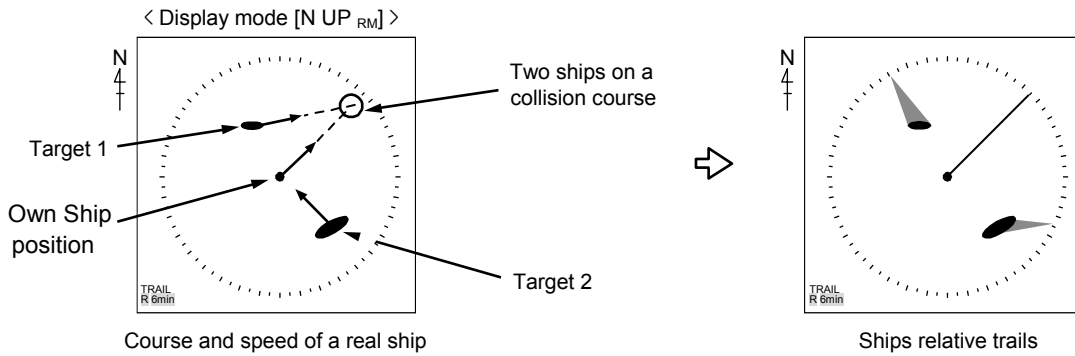 < Display mode [N UP RM] >
N
Two ships on a
collision course
Target 1
Own Ship
position
Target 2
TRAIL
R 6min
Course and speed of a real ship
N
TRAIL
R 6min
Ships relative trails